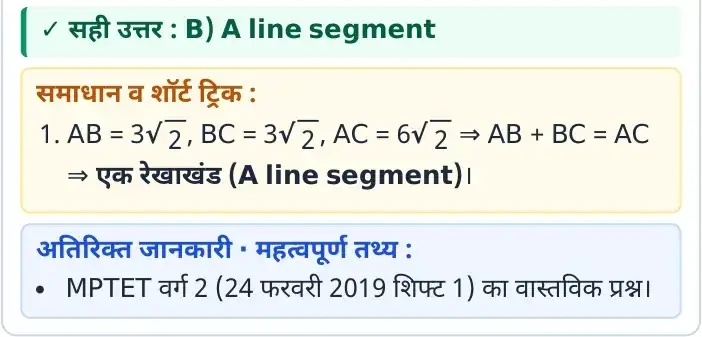 ✓ सही उत्तर : B) A line segment
समाधान व शॉर्ट ट्रिक :
1. AB = 3√2, BC = 3√2, AC = 6√2 ⇒ AB + BC = AC
⇒ एक रेखाखंड (A line segment)।
अतिरिक्त जानकारी · महत्वपूर्ण तथ्य :
• MPTET वर्ग 2 (24 फरवरी 2019 शिफ्ट 1) का वास्तविक प्रश्न।